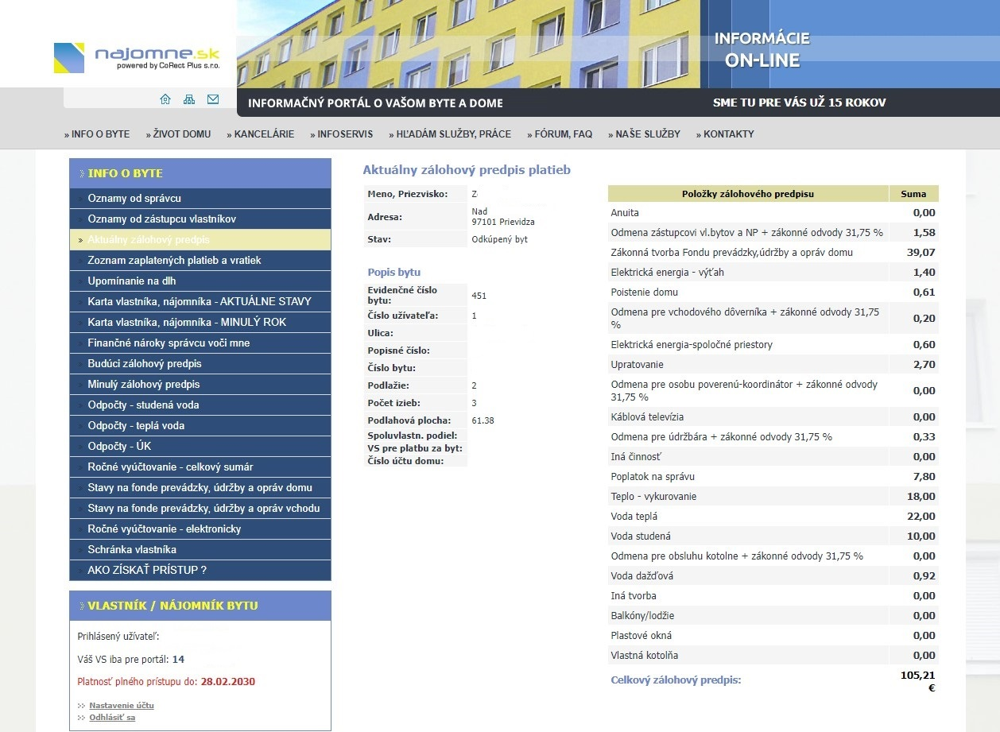 najomne.sk
powered by CoRect Plus s.r.o.
INFORMÁCIE
ON-LINE
INFORMAČNÝ PORTÁL O VAŠOM BYTE A DOME
SME TU PRE VÁS UŽ 15 ROKOV
» INFO O BYTE » ŽIVOT DOMU » KANCELÁRIE » INFOSERVIS » HĽADÁM SLUŽBY, PRÁCE » FÓRUM, FAQ » NAŠE SLUŽBY » KONTAKTY
INFO O BYTE
Oznamy od správcu
Oznamy od zástupcu vlastníkov
» Aktuálny zálohový predpis
Zoznam zaplatených platieb a vratiek
Upomínanie na dlh
Karta vlastníka, nájomníka - AKTUÁLNE STAVY
Karta vlastníka, nájomníka - MINULÝ ROK
Finančné nároky správcu voči mne
Budúci zálohový predpis
Minulý zálohový predpis
Odpočty - studená voda
Odpočty - teplá voda
Odpočty - ÚK
Ročné vyúčtovanie - celkový sumár
Stavy na fonde prevádzky, údržby a opráv domu
Stavy na fonde prevádzky, údržby a opráv vchodu
Ročné vyúčtovanie - elektronicky
Schránka vlastníka
AKO ZÍSKAŤ PRÍSTUP ?
VLASTNÍK / NÁJOMNÍK BYTU
Prihlásený užívateľ:
Váš VS iba pre portál: 14
Platnosť plného prístupu do: 28.02.2030
Nastavenie účtu
Odhlásiť sa
Aktuálny zálohový predpis platieb
Meno, Priezvisko: Z
Adresa: Nad
97101 Prievidza
Stav: Odkúpený byt
Popis bytu
Evidenčné číslo
bytu: 451
Číslo užívateľa: 1
Ulica:
Popisné číslo:
Číslo bytu:
Podlažie: 2
Počet izieb: 3
Podlahová plocha: 61.38
Spoluvlastn. podiel:
VS pre platbu za byt:
Číslo účtu domu:
Položky zálohového predpisu Suma
Anuita 0,00
Odmena zástupcovi vl.bytov a NP + zákonné odvody 31,75 % 1,58
Zákonná tvorba Fondu prevádzky,údržby a opráv domu 39,07
Elektrická energia - výťah 1,40
Poistenie domu 0,61
Odmena pre vchodového dôverníka + zákonné odvody 31,75
% 0,20
Elektrická energia-spoločné priestory 0,60
Upratovanie 2,70
Odmena pre osobu poverenú-koordinátor + zákonné odvody
31,75 % 0,00
Káblová televízia 0,00
Odmena pre údržbára + zákonné odvody 31,75 % 0,33
Iná činnosť 0,00
Poplatok na správu 7,80
Teplo - vykurovanie 18,00
Voda teplá 22,00
Voda studená 10,00
Odmena pre obsluhu kotolne + zákonné odvody 31,75 % 0,00
Voda dažďová 0,92
Iná tvorba 0,00
Balkóny/lodžie 0,00
Plastové okná 0,00
Vlastná kotolňa 0,00
Celkový zálohový predpis: 105,21
€